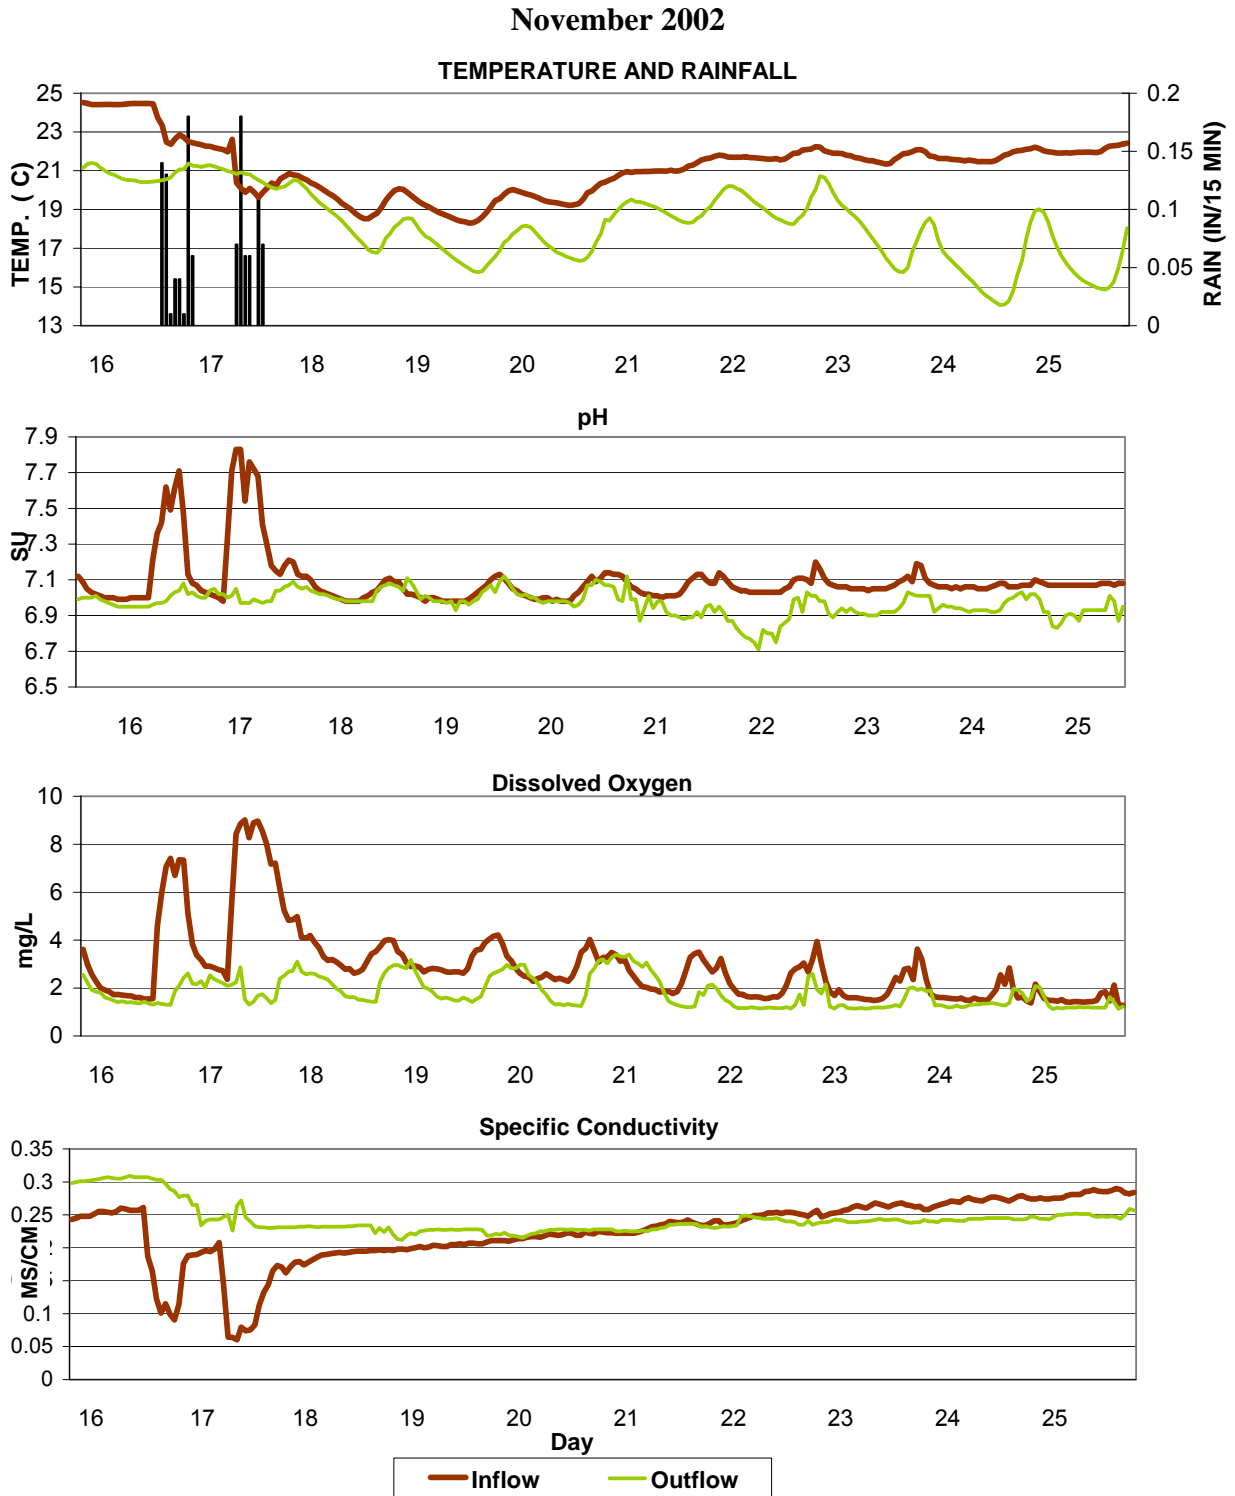 November 2002
TEMPERATURE AND RAINFALL
25
23
21
19
17
15
13
TEMP. ( C)
0.2
0.15
0.1
0.05
0
RAIN (IN/15 MIN)
16 17 18 19 20 21 22 23 24 25
pH
7.9
7.7
7.5
7.3
7.1
6.9
6.7
6.5
SU
16 17 18 19 20 21 22 23 24 25
Dissolved Oxygen
10
8
6
4
2
0
mg/L
16 17 18 19 20 21 22 23 24 25
Specific Conductivity
0.35
0.3
0.25
0.1
0.05
0
MS/CM
16 17 18 19 20 21 22 23 24 25
Day
Inflow Outflow